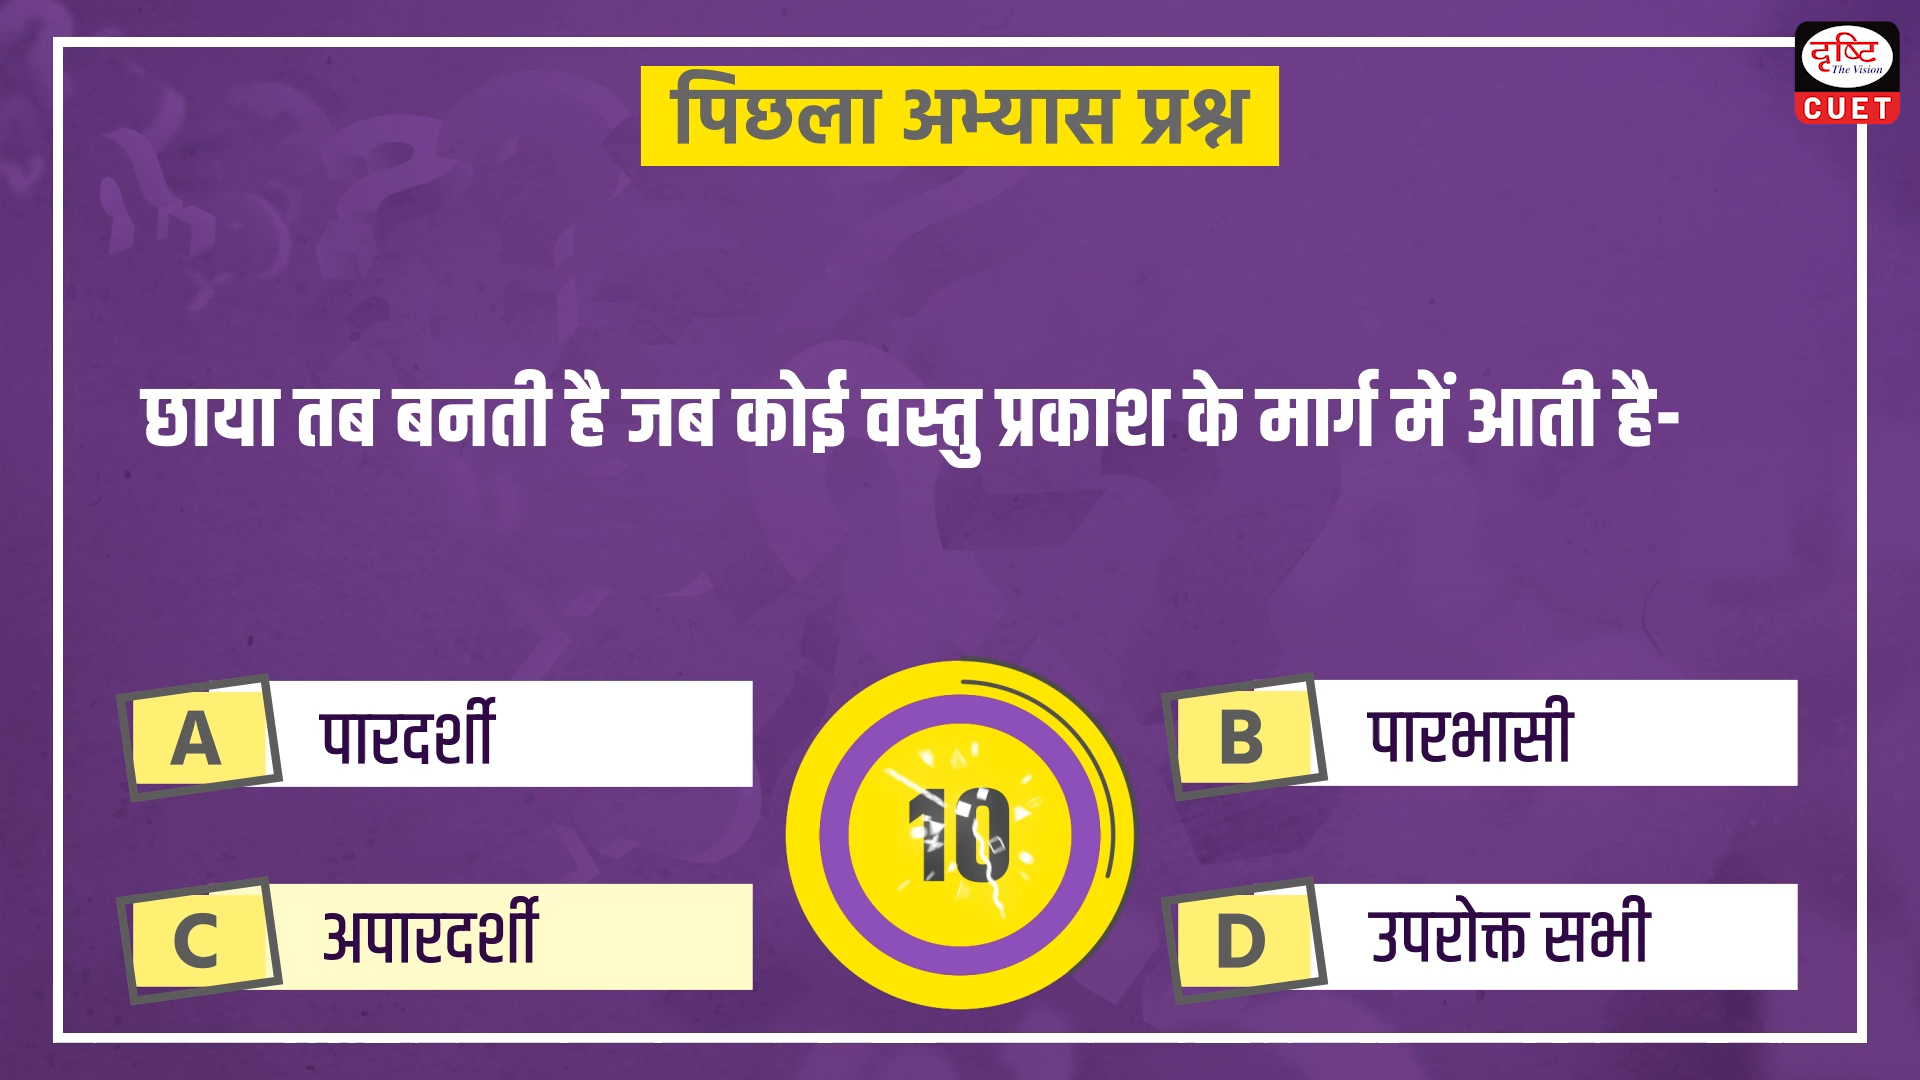 दृष्टि
The Vision
CUET
पिछला अभ्यास प्रश्न
छाया तब बनती है जब कोई वस्तु प्रकाश के मार्ग में आती है-
A पारदर्शी
B पारभासी
10
C अपारदर्शी
D उपरोक्त सभी